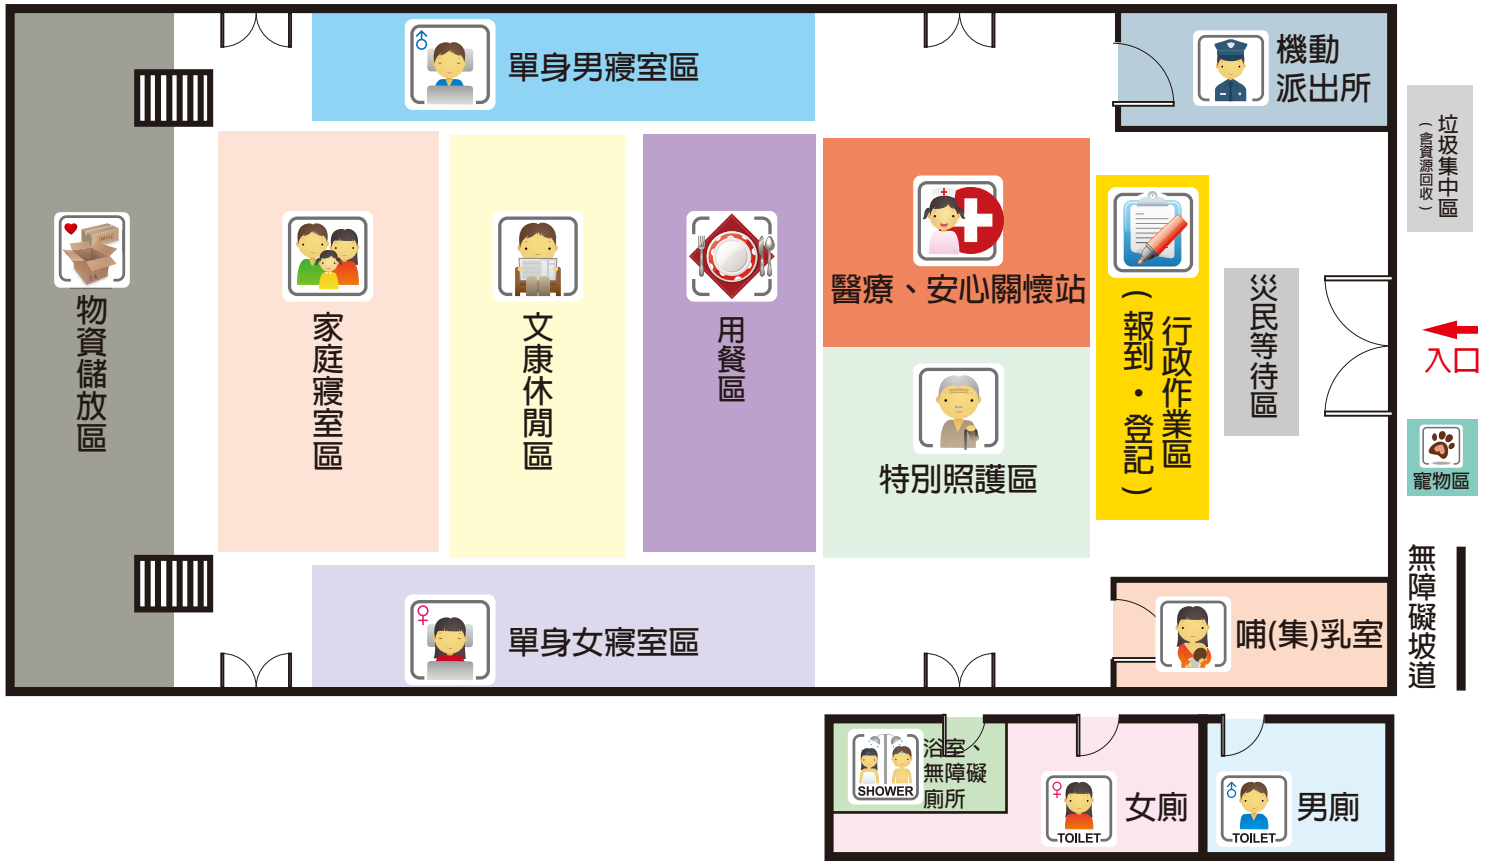 單身男寢室區
機動
派出所
垃圾集中區
(含資源回收)
物資儲放區
家庭寢室區
文康休閒區
用餐區
醫療、安心關懷站
特別照護區
行政作業區
(報到・登記)
災民等待區
入口
寵物區
無障礙坡道
單身女寢室區
哺(集)乳室
SHOWER
浴室、
無障礙
廁所
TOILET
女廁
TOILET
男廁